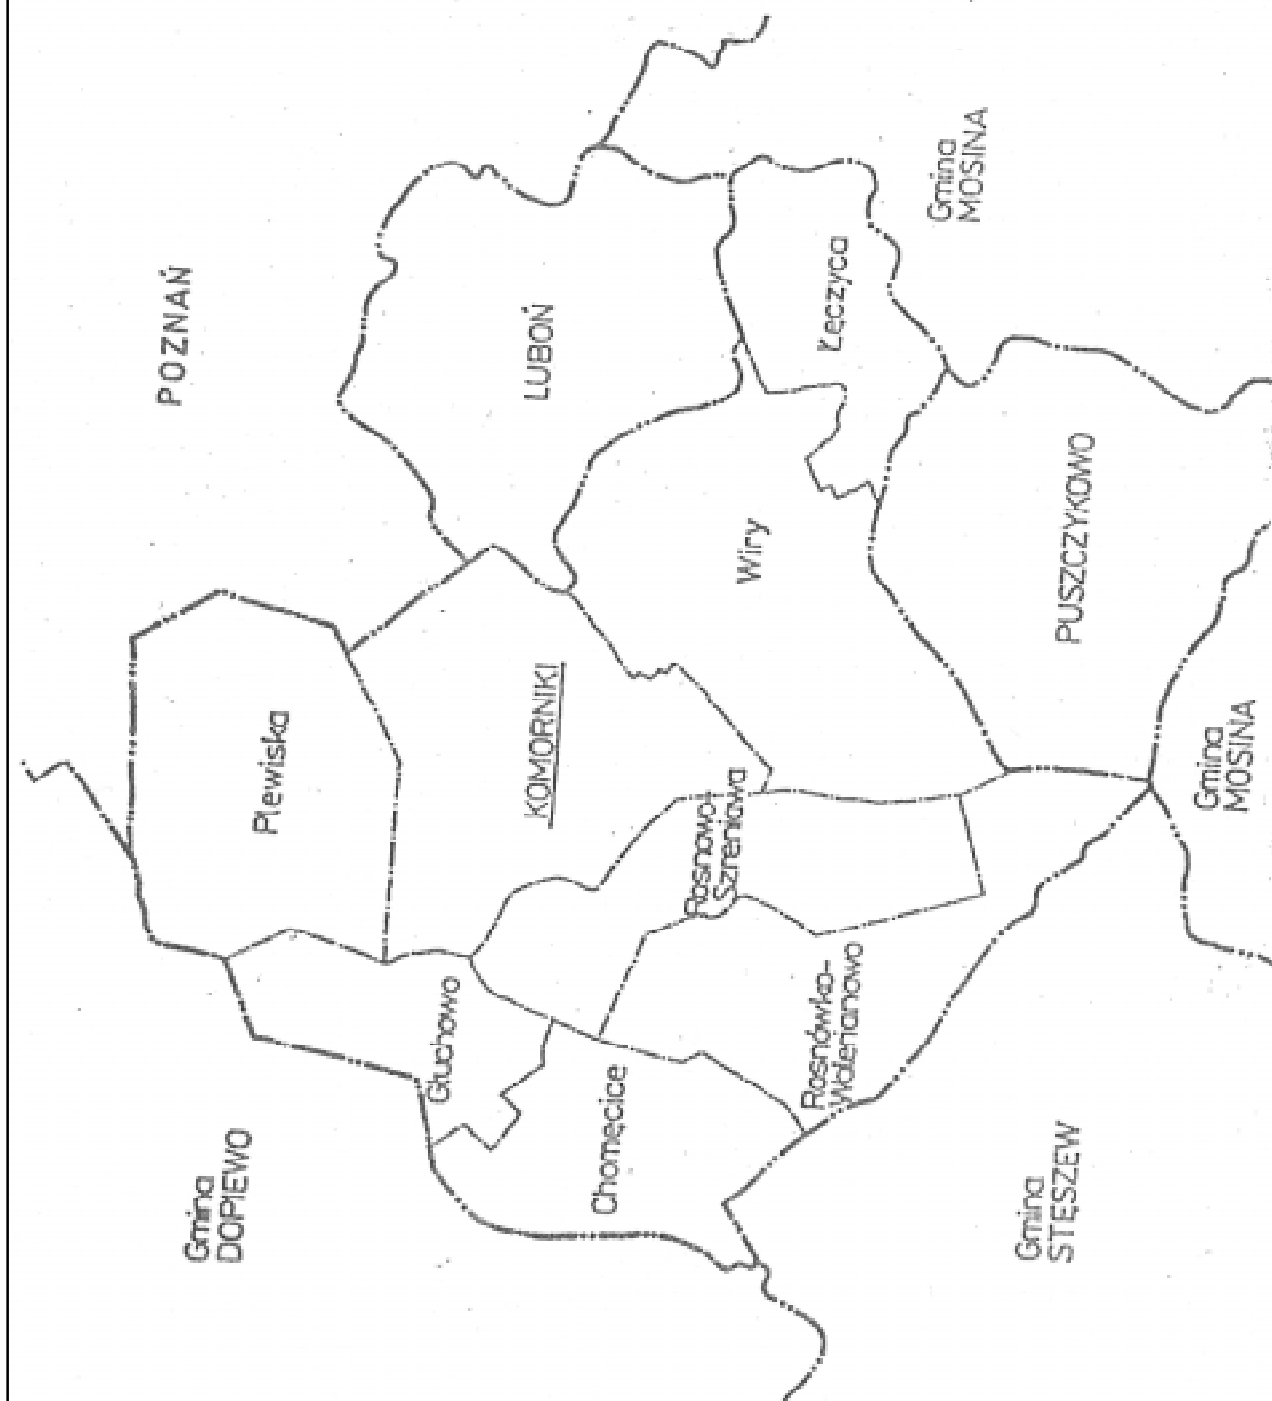 POZNAŃ
Gmina
DOPIEWO
Plewiska
Głuchowo
KOMORNIKI
LUBOŃ
Chomęcice
Rosnowo-
Szreniawa
Wiry
Rosnówko-
Walerianowo
Łęczyca
Gmina
MOSINA
Gmina
STĘSZEW
PUSZCZYKOWO
Gmina
MOSINA